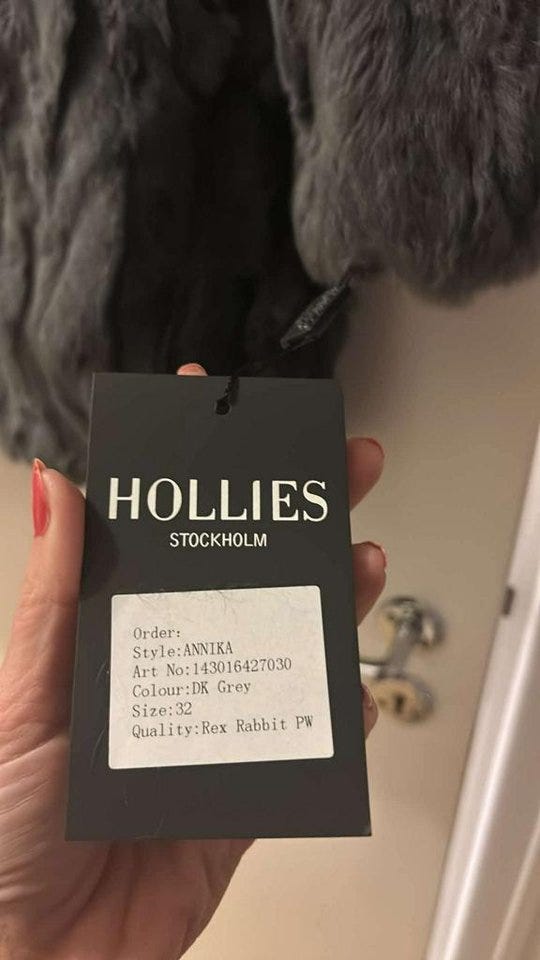 HOLLIES
STOCKHOLM
Order:
Style:ANNIKA
Art No:143016427030
Colour:DK Grey
Size:32
Quality:Rex Rabbit PW